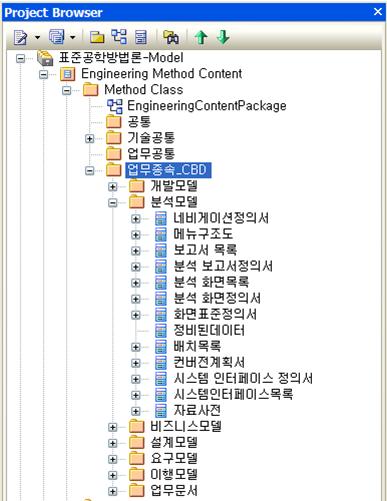 Project Browser
표준공학방법론-Model
Engineering Method Content
Method Class
EngineeringContentPackage
공통
기술공통
업무공통
업무종속_CBD
개발모델
분석모델
네비게이션정의서
메뉴구조도
보고서 목록
분석 보고서정의서
분석 화면목록
분석 화면정의서
화면표준정의서
정비된데이터
배치목록
컨버전계획서
시스템 인터페이스 정의서
시스템인터페이스목록
자료사전
비즈니스모델
설계모델
요구모델
이행모델
업무문서